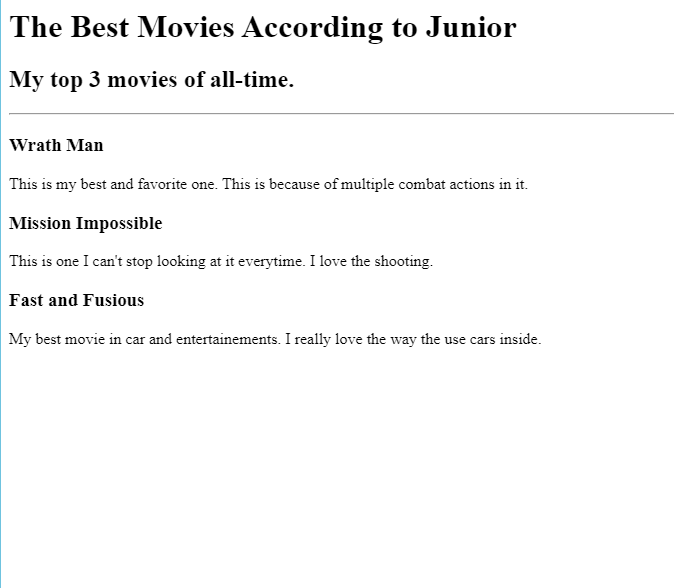 The Best Movies According to Junior
My top 3 movies of all-time.
Wrath Man
This is my best and favorite one. This is because of multiple combat actions in it.
Mission Impossible
This is one I can't stop looking at it everytime. I love the shooting.
Fast and Fusious
My best movie in car and entertainements. I really love the way the use cars inside.